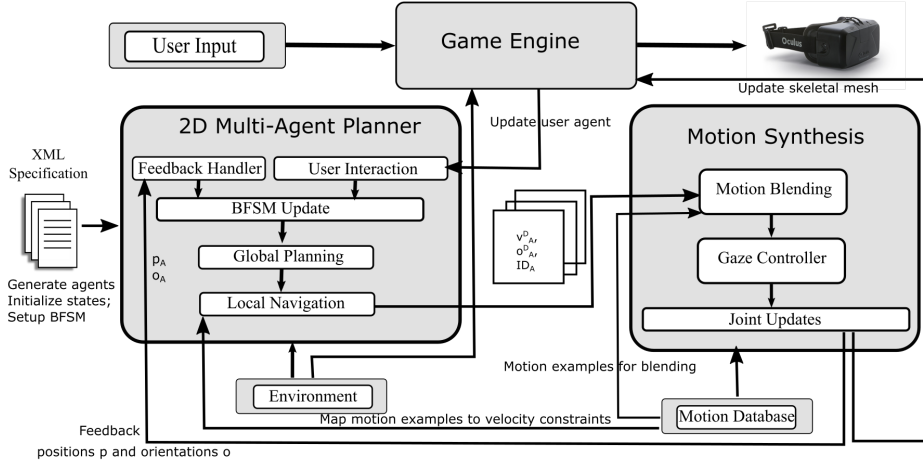 User Input
Game Engine
Oculus
Update skeletal mesh
Update user agent
2D Multi-Agent Planner
Motion Synthesis
XML
Specification
Feedback Handler
User Interaction
BFSM Update
Global Planning
Local Navigation
p_A
o_A
Generate agents
Initialize states;
Setup BFSM
v^D_A,
o^D_A,
ID_A
Motion Blending
Gaze Controller
Joint Updates
Motion examples for blending
Environment
Map motion examples to velocity constraints
Motion Database
Feedback
positions p and orientations o